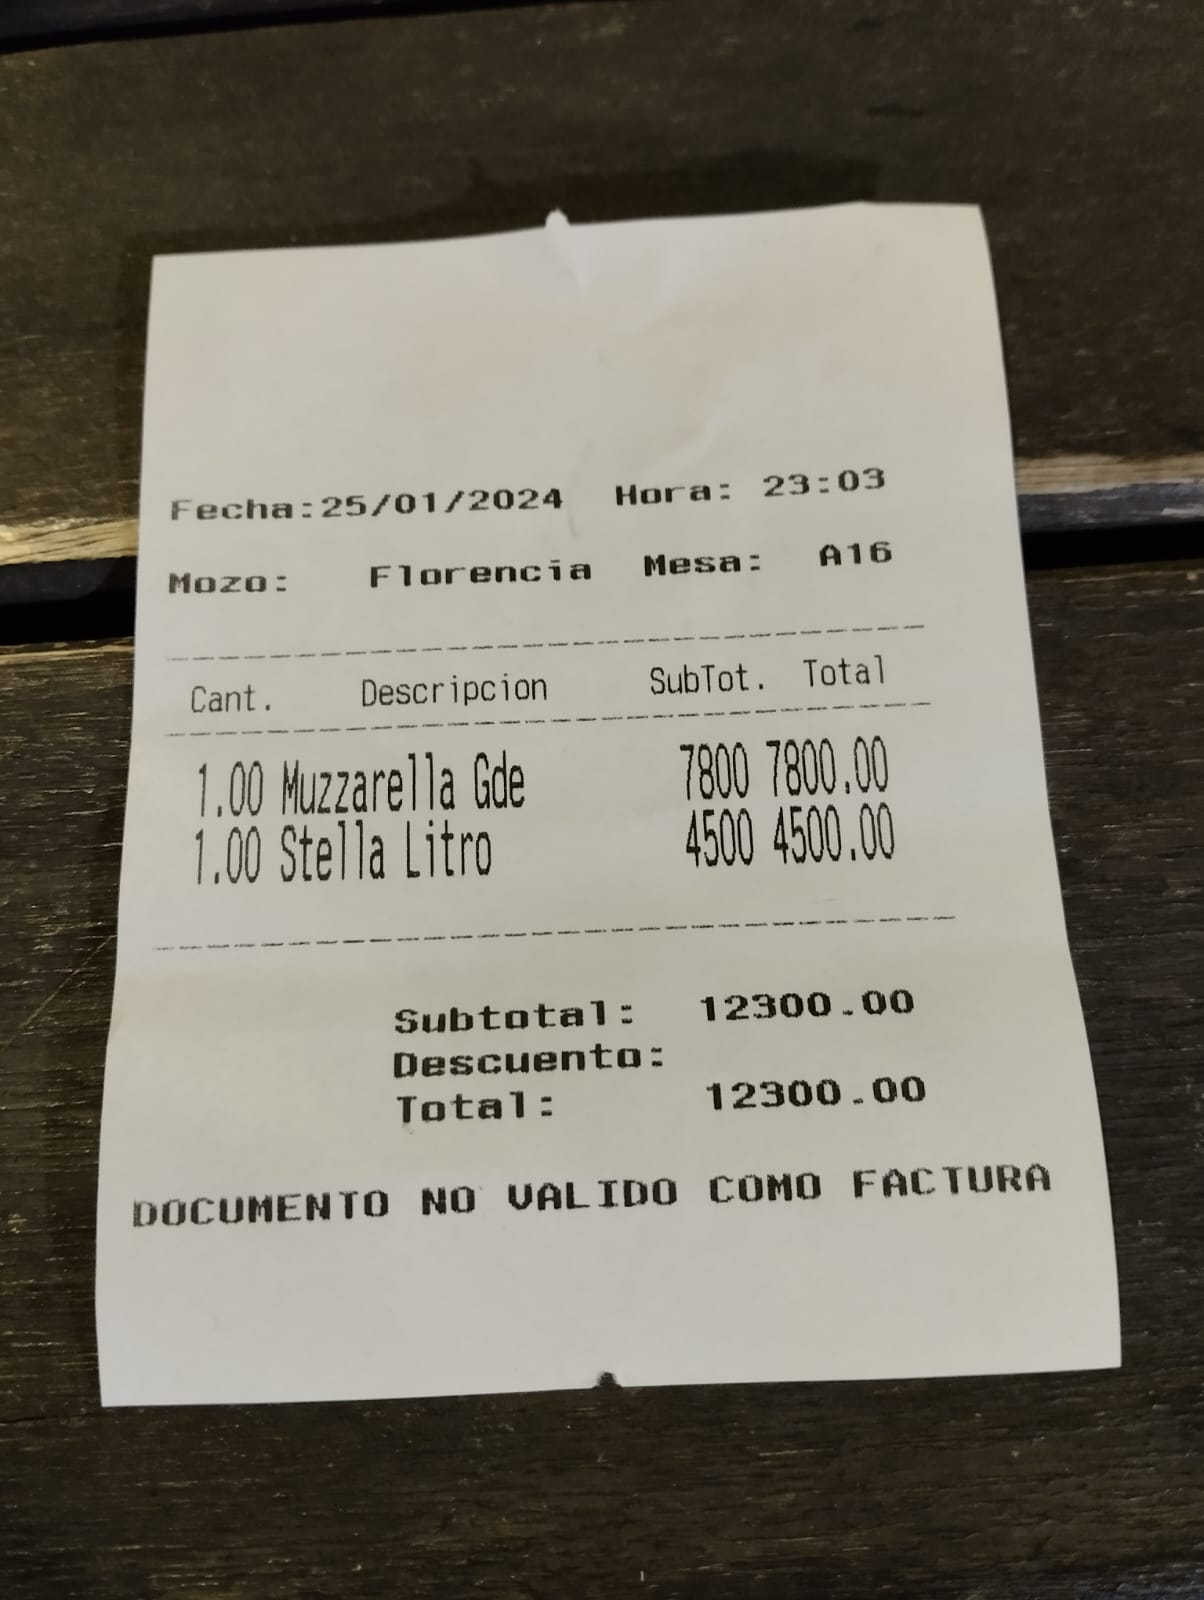 Fecha:25/01/2024 Hora: 23:03
Mozo: Florencia Mesa: A16
Cant. Descripcion SubTot. Total
1.00 Muzzarella Gde 7800 7800.00
1.00 Stella Litro 4500 4500.00
Subtotal: 12300.00
Descuento:
Total: 12300.00
DOCUMENTO NO VALIDO COMO FACTURA